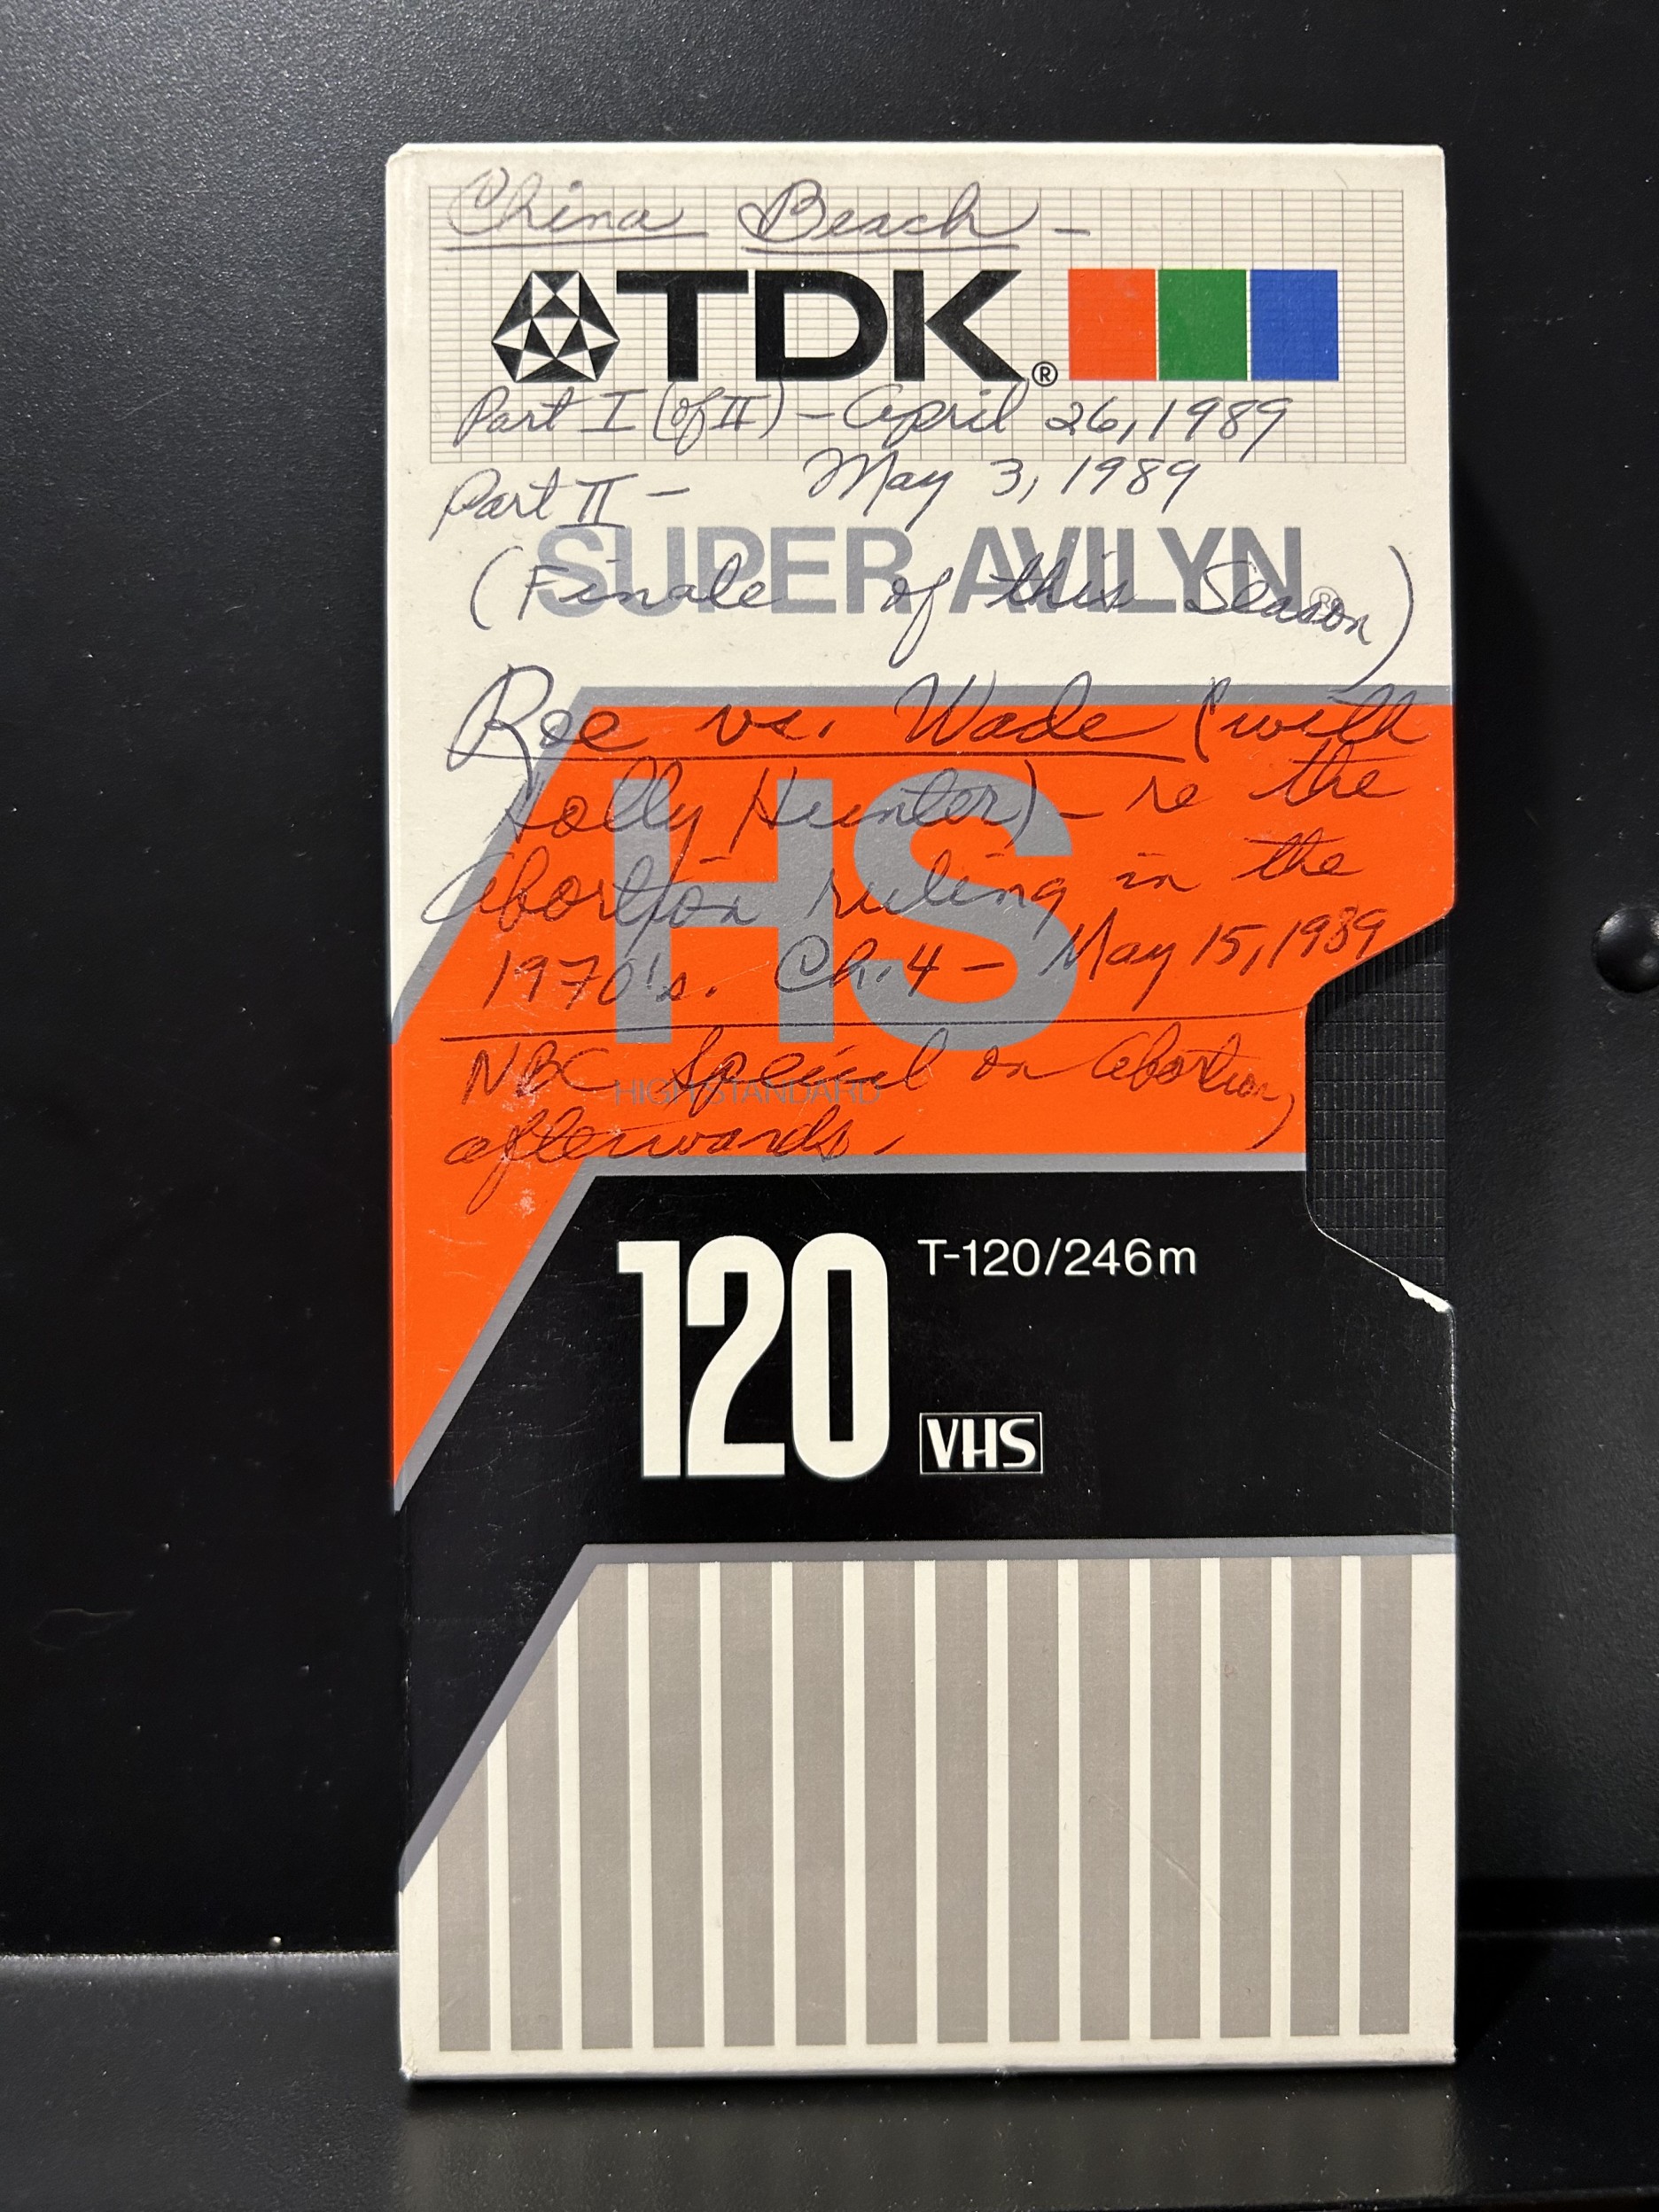 China Beach -
TDK®
Part I (of II) - April 26, 1989
Part II - May 3, 1989
SUPER AVILYN®
(Finale of this Season)
Roe vs. Wade (with
Holly Hunter) - re the
HS
abortion ruling in the
1970's. Ch. 4 - May 15, 1989
NBC Special on abortion,
HIGH STANDARD
afterwards.
120 T-120/246m
VHS